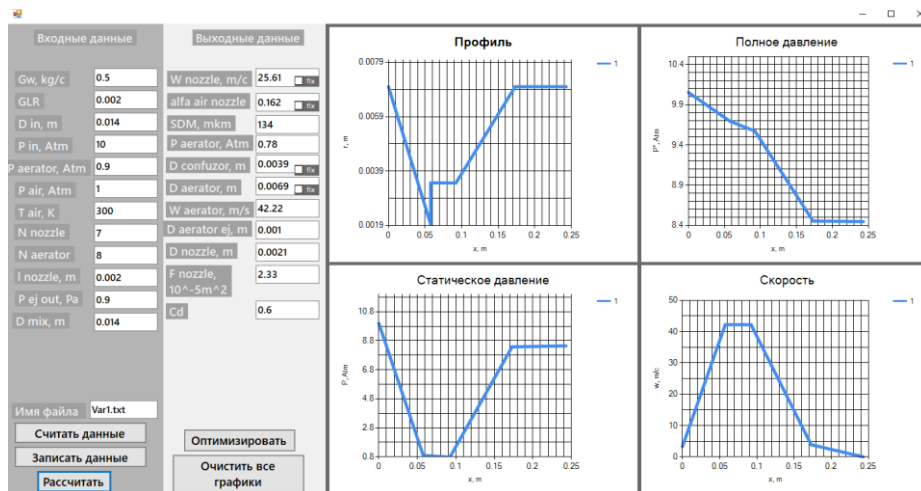 Входные данные
Gw, kg/c 0.5
GLR 0.002
D in, m 0.014
P in, Atm 10
P aerator, Atm 0.9
P air, Atm 1
T air, K 300
N nozzle 7
N aerator 8
l nozzle, m 0.002
P ej out, Pa 0.9
D mix, m 0.014
Имя файла Var1.txt
Считать данные
Записать данные
Рассчитать
Выходные данные
W nozzle, m/c 25.61 fix
alfa air nozzle 0.162 fix
SDM, mkm 134
P aerator, Atm 0.78
D confuzor, m 0.0039 fix
D aerator, m 0.0069 fix
W aerator, m/s 42.22
D aerator ej, m 0.001
D nozzle, m 0.0021
F nozzle, 2.33
10^-5m^2
Cd 0.6
Оптимизировать
Очистить все
графики
Профиль
1
0.0079
0.0059
0.0039
0.0019
r, m
0 0.05 0.1 0.15 0.2 0.25
x, m
Полное давление
1
10.4
9.9
9.4
8.9
8.4
P*, Atm
0 0.05 0.1 0.15 0.2 0.25
x, m
Статическое давление
1
10.8
8.8
6.8
4.8
2.8
0.8
P, Atm
0 0.05 0.1 0.15 0.2 0.25
x, m
Скорость
1
50
40
30
20
10
0
w, m/c
0 0.05 0.1 0.15 0.2 0.25
x, m